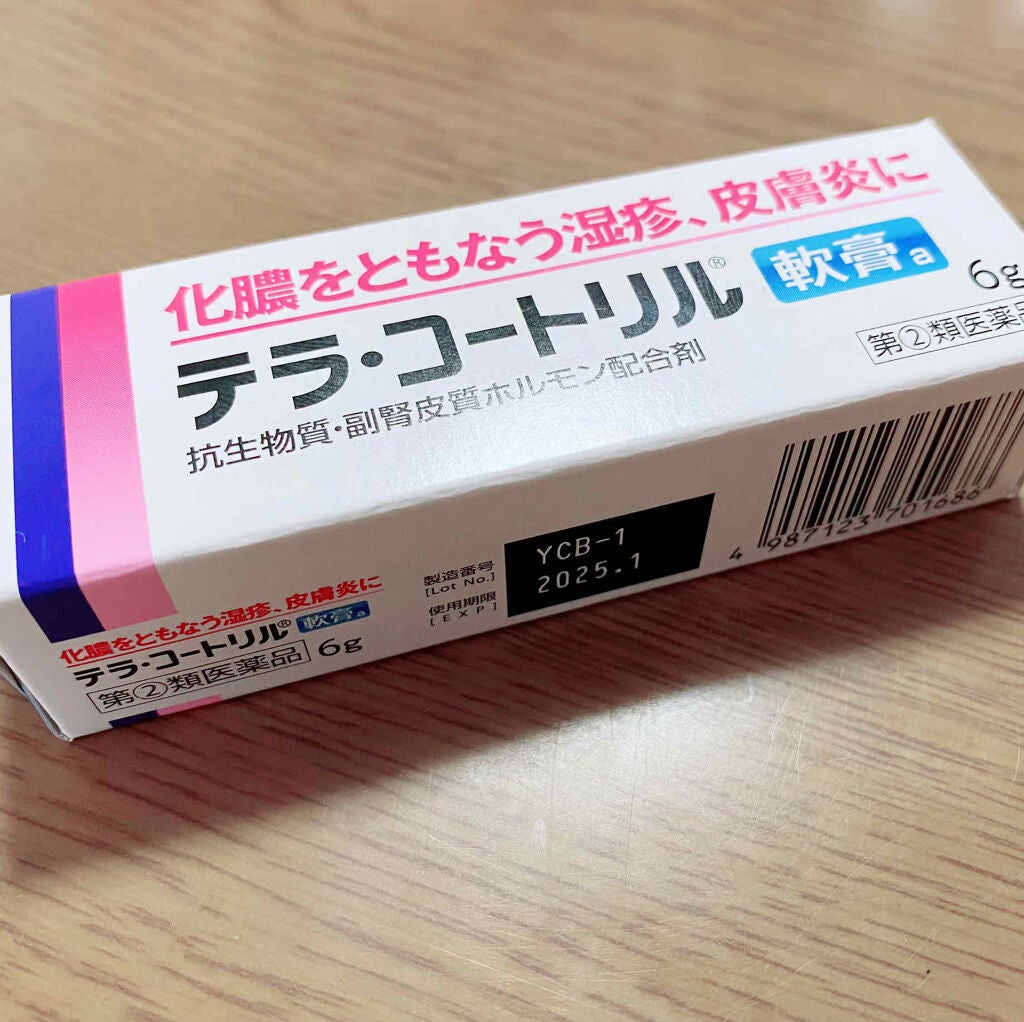 化膿をともなう湿疹、皮膚炎に
テラ・コートリル® 軟膏a 6g
抗生物質・副腎皮質ホルモン配合剤
第②類医薬品
製造番号 [Lot No.] YCB-1
使用期限 [EXP] 2025.1
4 987123 701686
化膿をともなう湿疹、皮膚炎に
テラ・コートリル® 軟膏a
第②類医薬品 6g